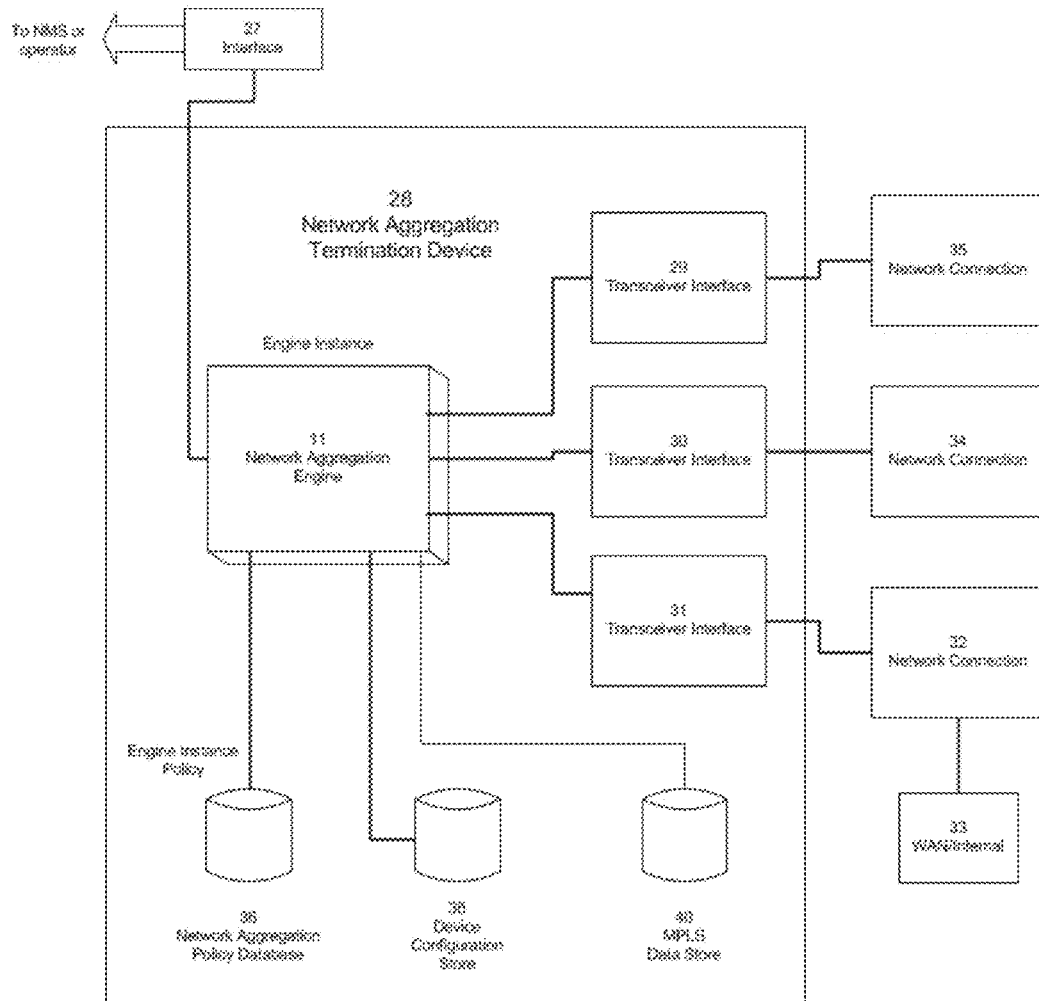 To NMS or
operator
37
Interface
28
Network Aggregation
Termination Device
29
Transceiver Interface
35
Network Connection
Engine Instance
11
Network Aggregation
Engine
30
Transceiver Interface
34
Network Connection
31
Transceiver Interface
32
Network Connection
Engine Instance
Policy
33
WAN/Internal
36
Network Aggregation
Policy Database
Device
Configuration
Store
40
MPLS
Data Store